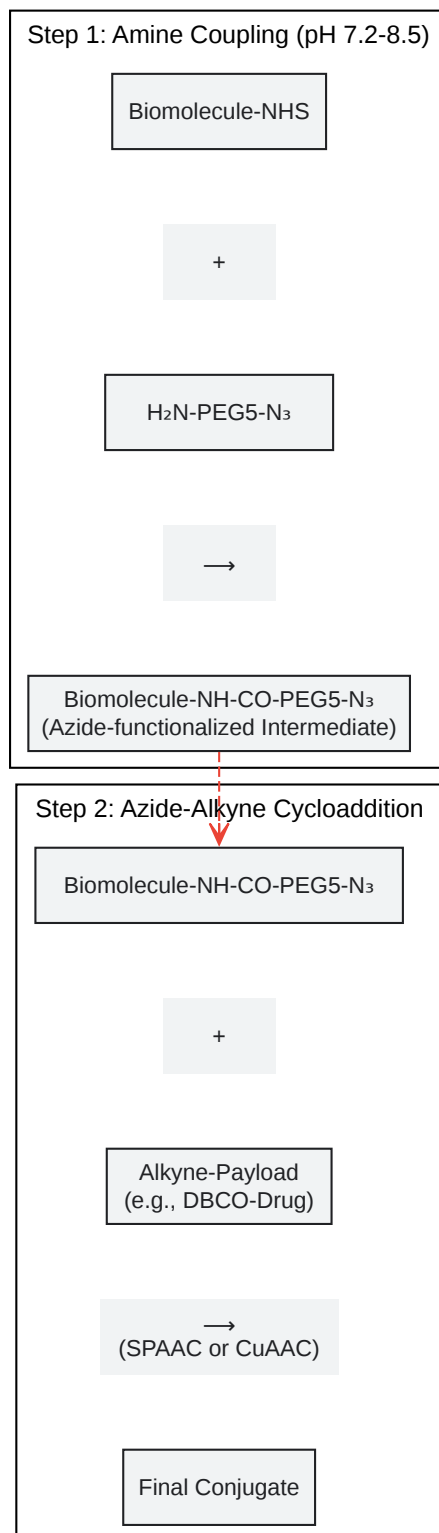 Step 1: Amine Coupling (pH 7.2-8.5)
Biomolecule-NHS
+
H₂N-PEG5-N₃
⟶
Biomolecule-NH-CO-PEG5-N₃
(Azide-functionalized Intermediate)
Step 2: Azide-Alkyne Cycloaddition
Biomolecule-NH-CO-PEG5-N₃
+
Alkyne-Payload
(e.g., DBCO-Drug)
⟶
(SPAAC or CuAAC)
Final Conjugate